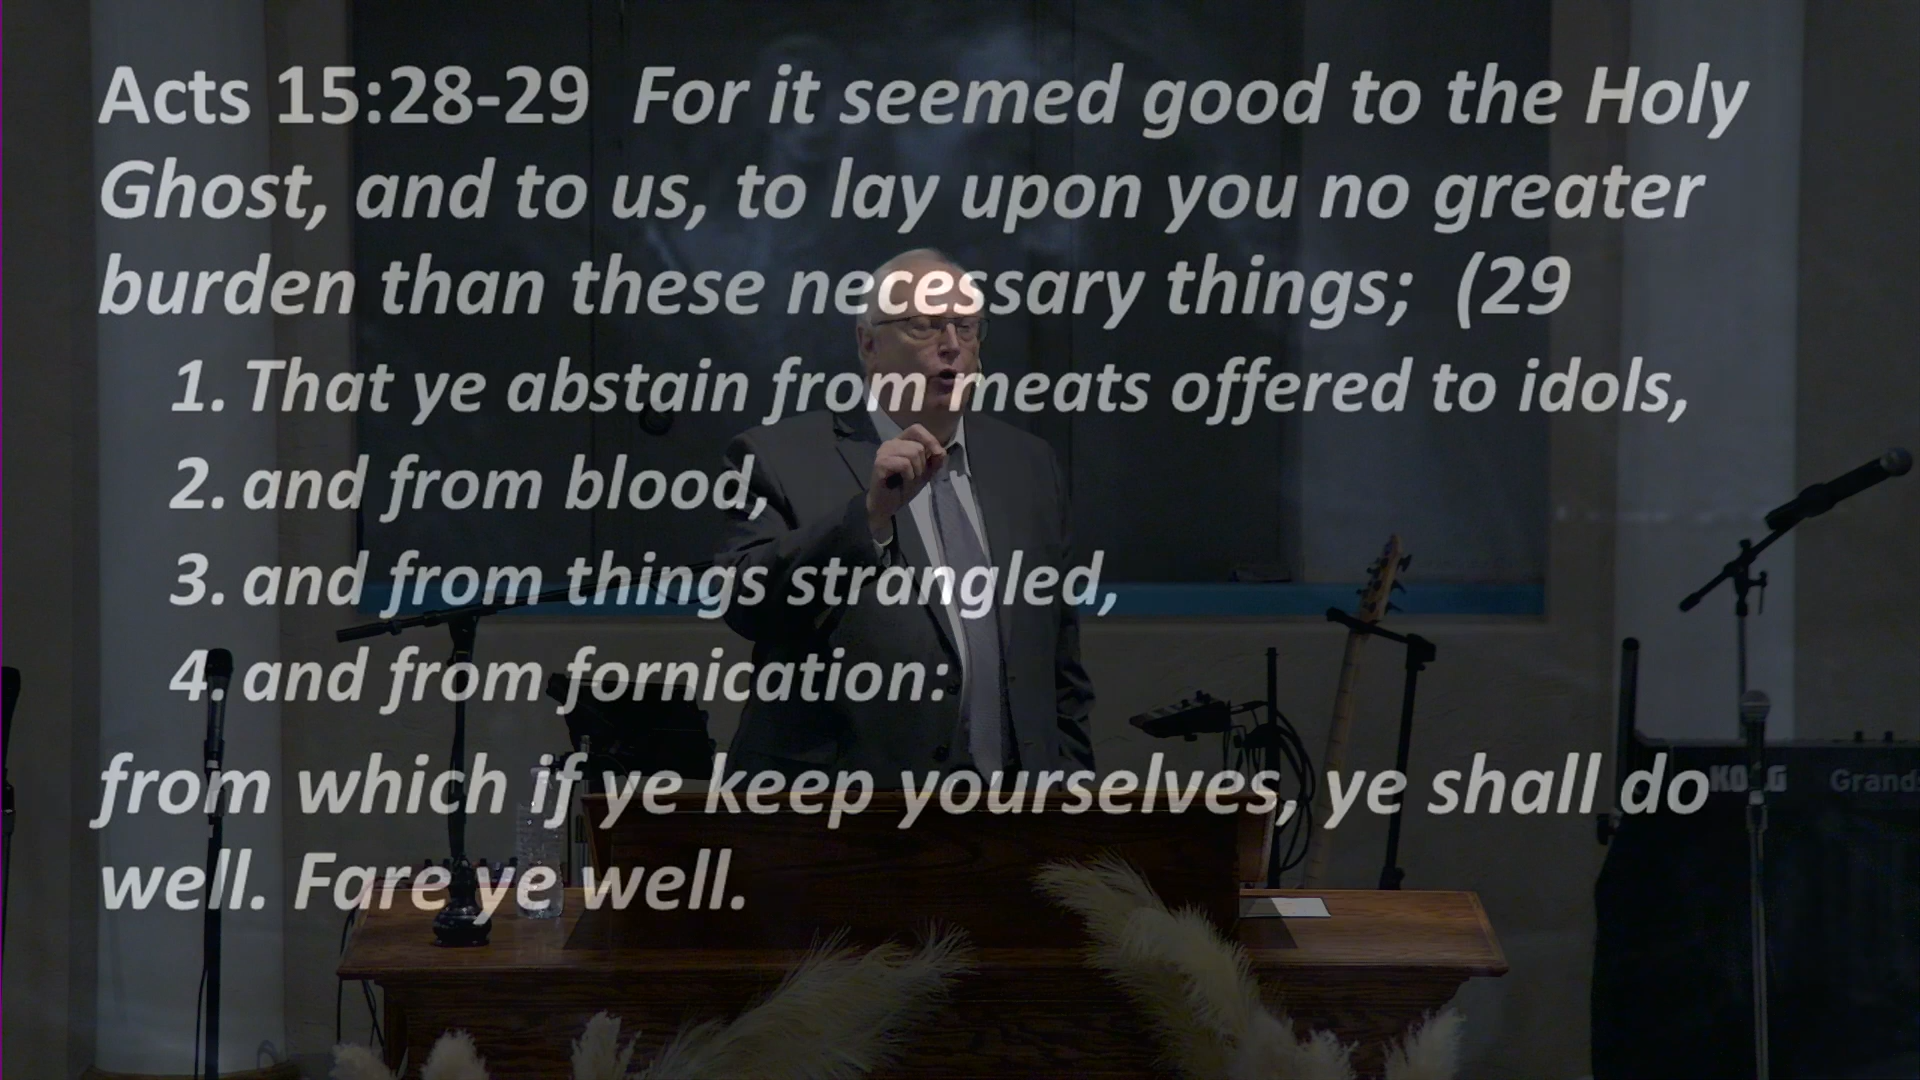 Acts 15:28-29 For it seemed good to the Holy
Ghost, and to us, to lay upon you no greater
burden than these necessary things; (29
1. That ye abstain from meats offered to idols,
2. and from blood,
3. and from things strangled,
4. and from fornication:
from which if ye keep yourselves, ye shall do
well. Fare ye well.
KORG Grand